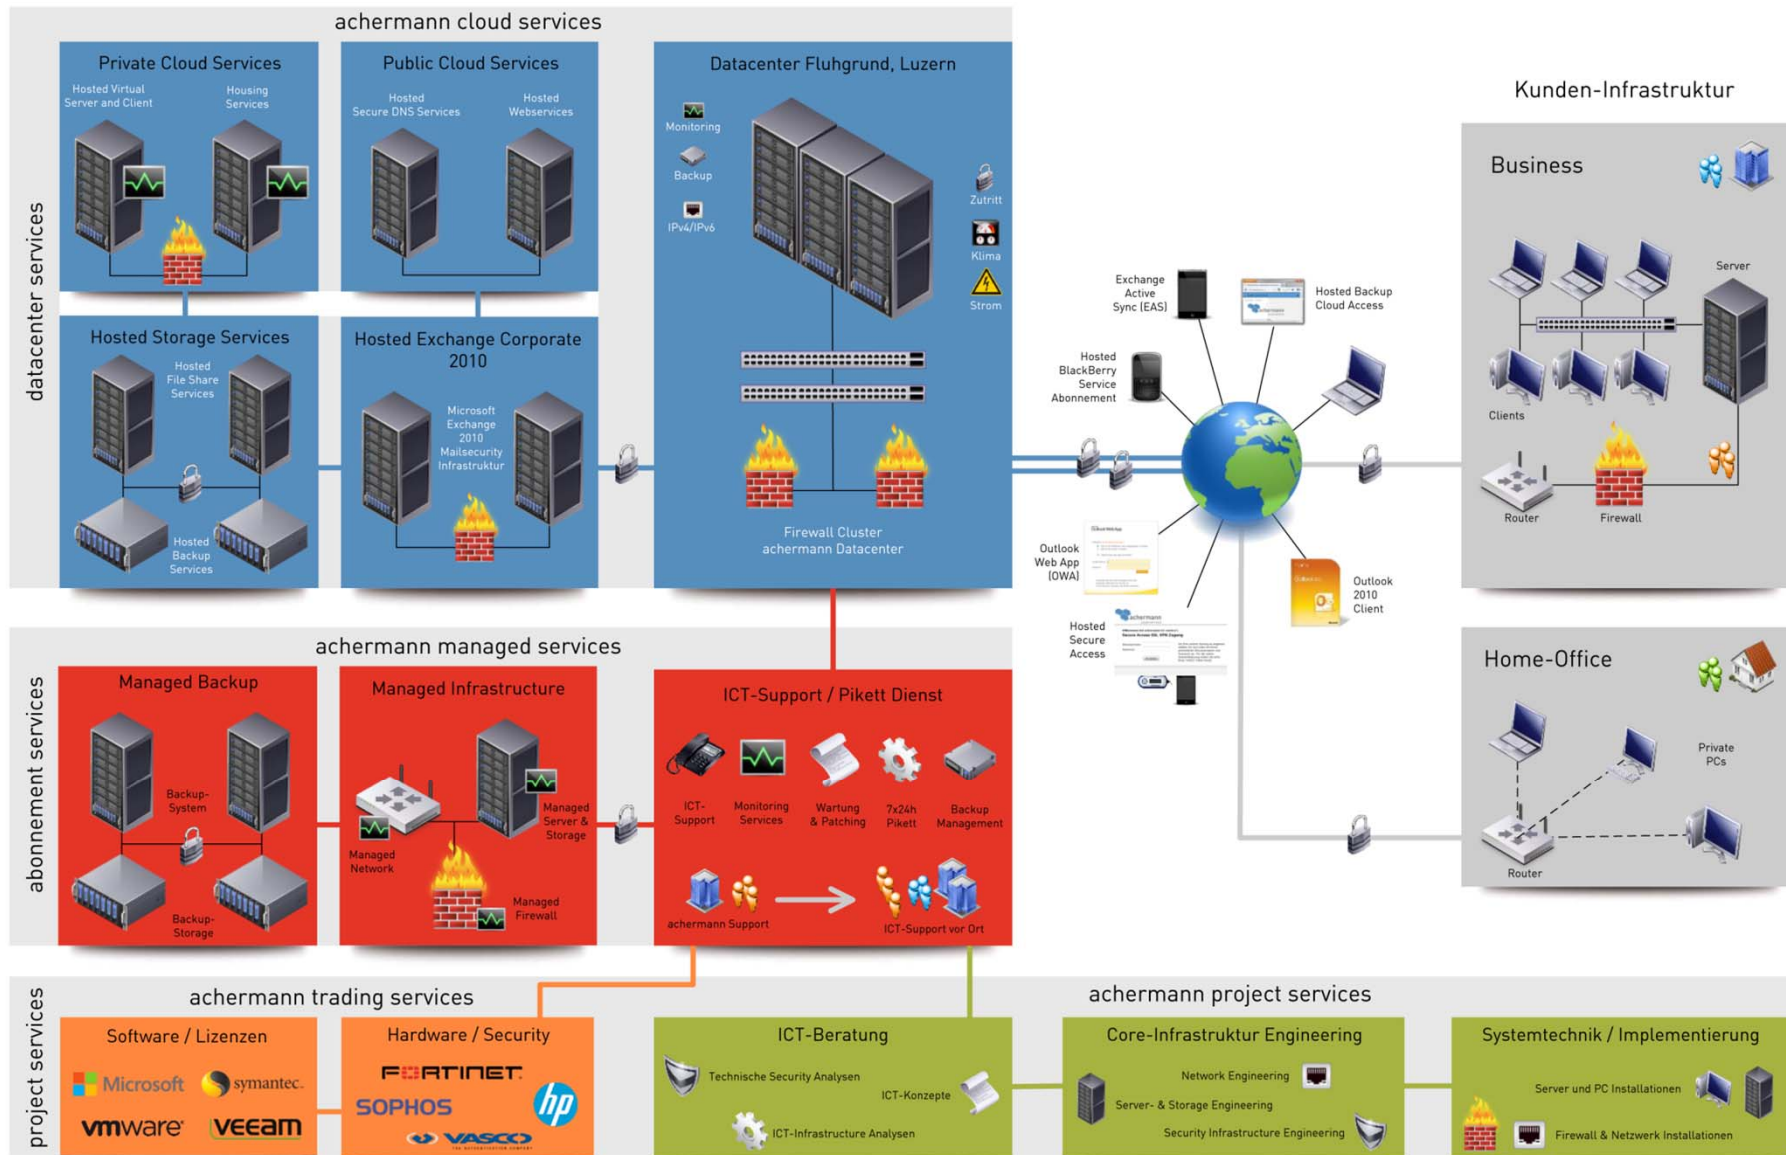 achermann cloud services
datacenter services
Private Cloud Services
Hosted Virtual
Server and Client
Housing
Services
Public Cloud Services
Hosted
Secure DNS Services
Hosted
Webservices
Datacenter Fluhgrund, Luzern
Monitoring
Backup
IPv4/IPv6
Zutritt
Klima
Strom
Firewall Cluster
achermann Datacenter
Hosted Storage Services
Hosted
File Share
Services
Hosted
Backup
Services
Hosted Exchange Corporate
2010
Microsoft
Exchange
2010
Mailsecurity
Infrastruktur
Exchange
Active
Sync (EAS)
Hosted Backup
Cloud Access
Hosted
BlackBerry
Service
Abonnement
Outlook
Web App
(OWA)
Outlook
2010
Client
Hosted
Secure
Access
achermann
Kunden-Infrastruktur
Business
Server
Clients
Router
Firewall
Home-Office
Private
PCs
Router
achermann managed services
abonnement services
Managed Backup
Backup-
System
Backup-
Storage
Managed Infrastructure
Managed
Server &
Storage
Managed
Network
Managed
Firewall
ICT-Support / Pikett Dienst
ICT-
Support
Monitoring
Services
Wartung
& Patching
7x24h
Pikett
Backup
Management
achermann Support
ICT-Support vor Ort
project services
achermann trading services
Software / Lizenzen
Microsoft
symantec.
vmware
veeam
Hardware / Security
FORTINET
SOPHOS
hp
VASCO
achermann project services
ICT-Beratung
Technische Security Analysen
ICT-Konzepte
ICT-Infrastructure Analysen
Core-Infrastruktur Engineering
Network Engineering
Server- & Storage Engineering
Security Infrastructure Engineering
Systemtechnik / Implementierung
Server und PC Installationen
Firewall & Netzwerk Installationen